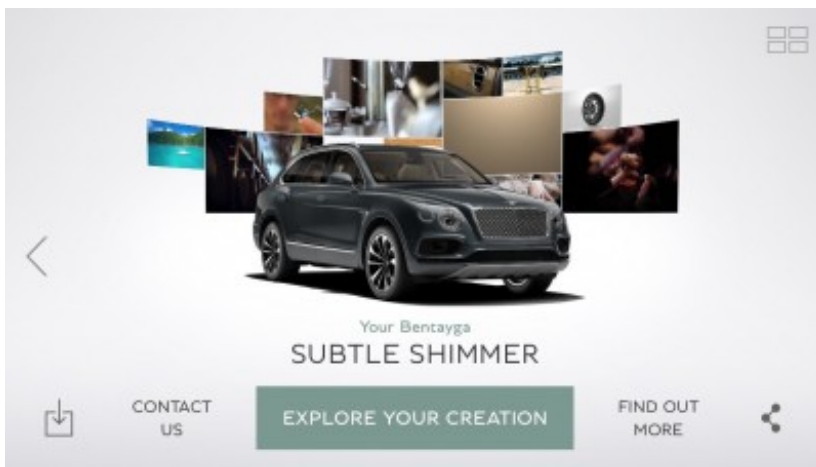 Your Bentayga
SUBTLE SHIMMER
CONTACT
US
EXPLORE YOUR CREATION
FIND OUT
MORE